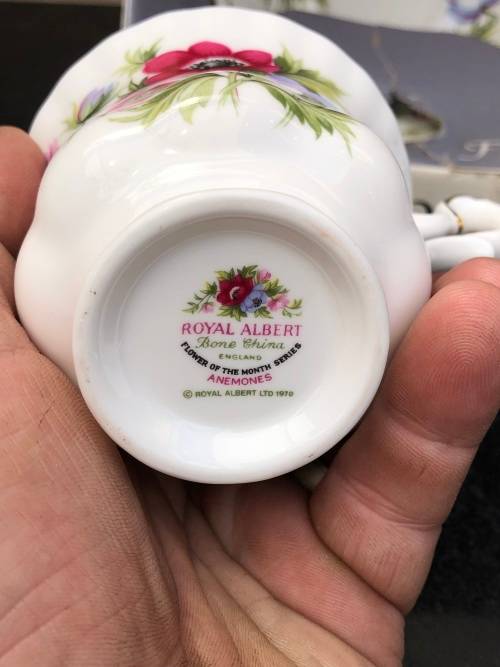 ROYAL ALBERT
Bone China
ENGLAND
FLOWER OF THE MONTH SERIES
ANEMONES
© ROYAL ALBERT LTD 1970